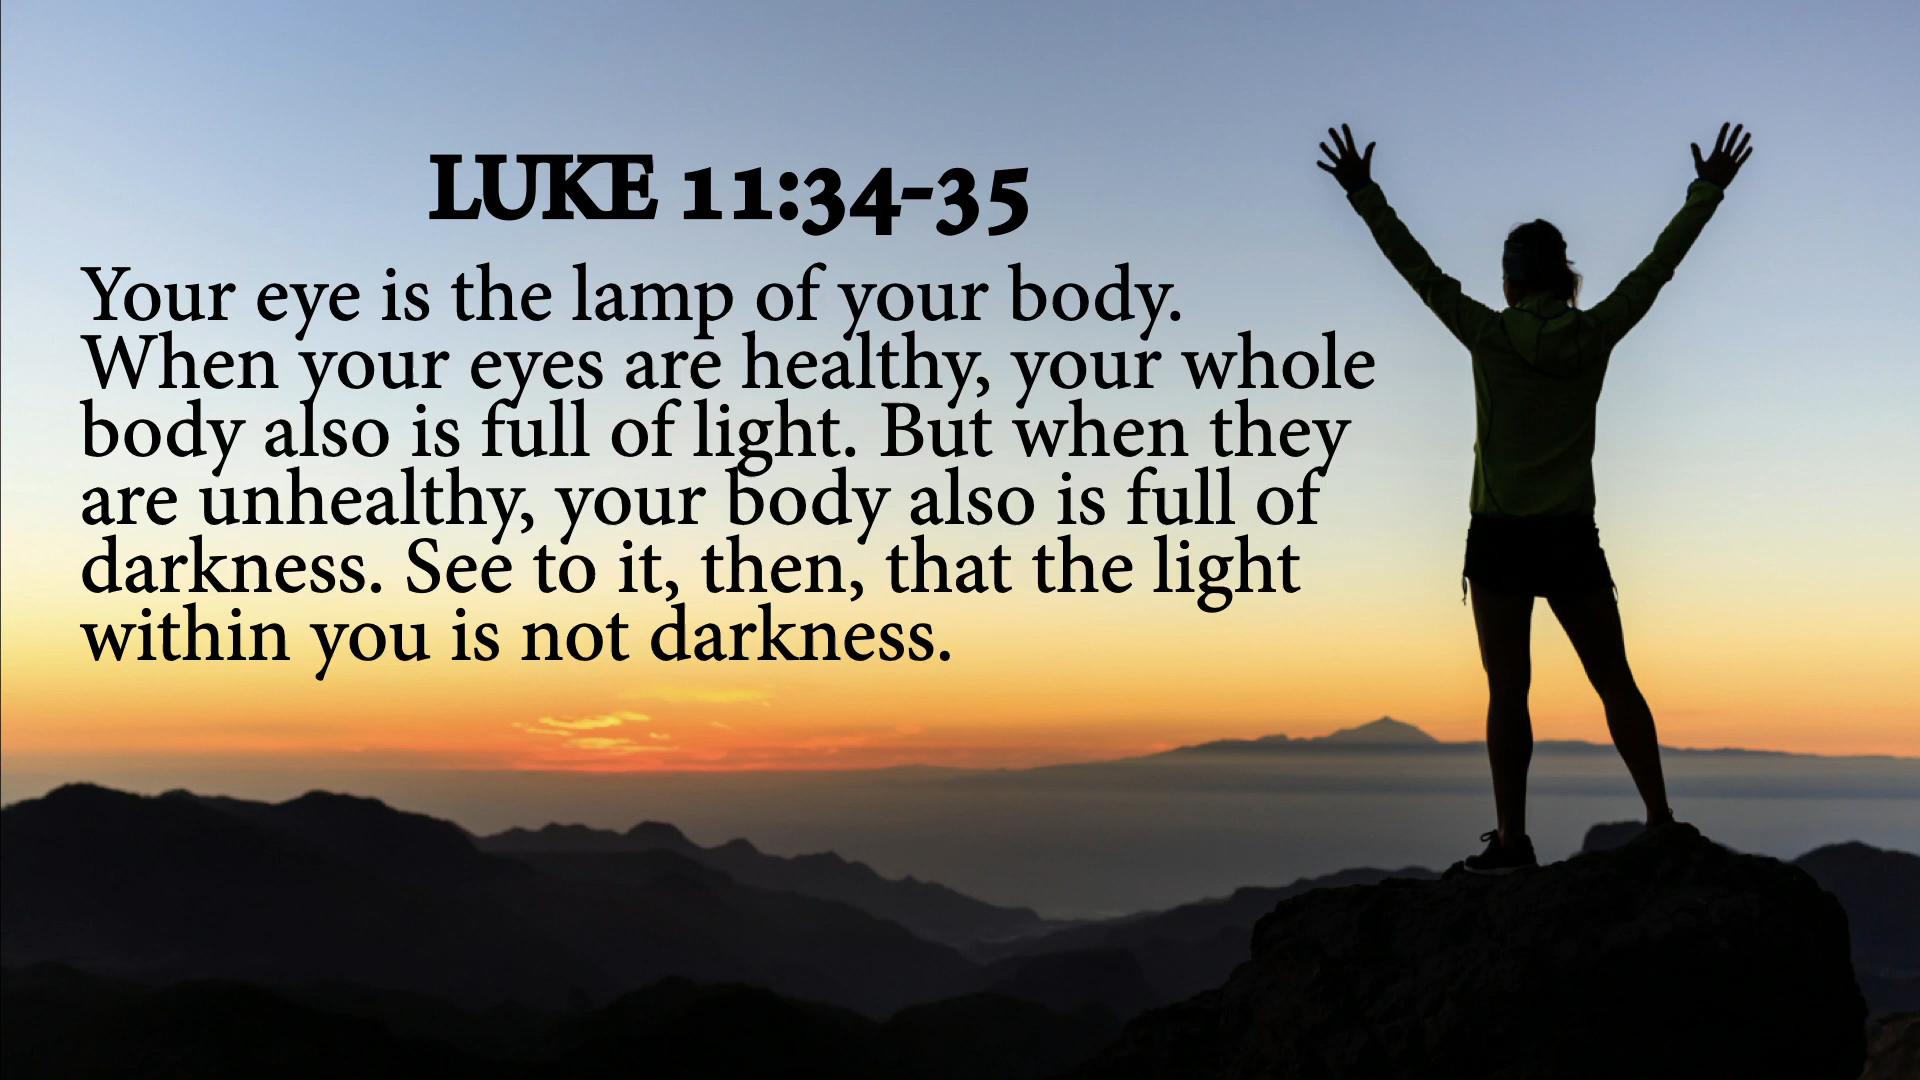 LUKE 11:34-35
Your eye is the lamp of your body.
When your eyes are healthy, your whole
body also is full of light. But when they
are unhealthy, your body also is full of
darkness. See to it, then, that the light
within you is not darkness.